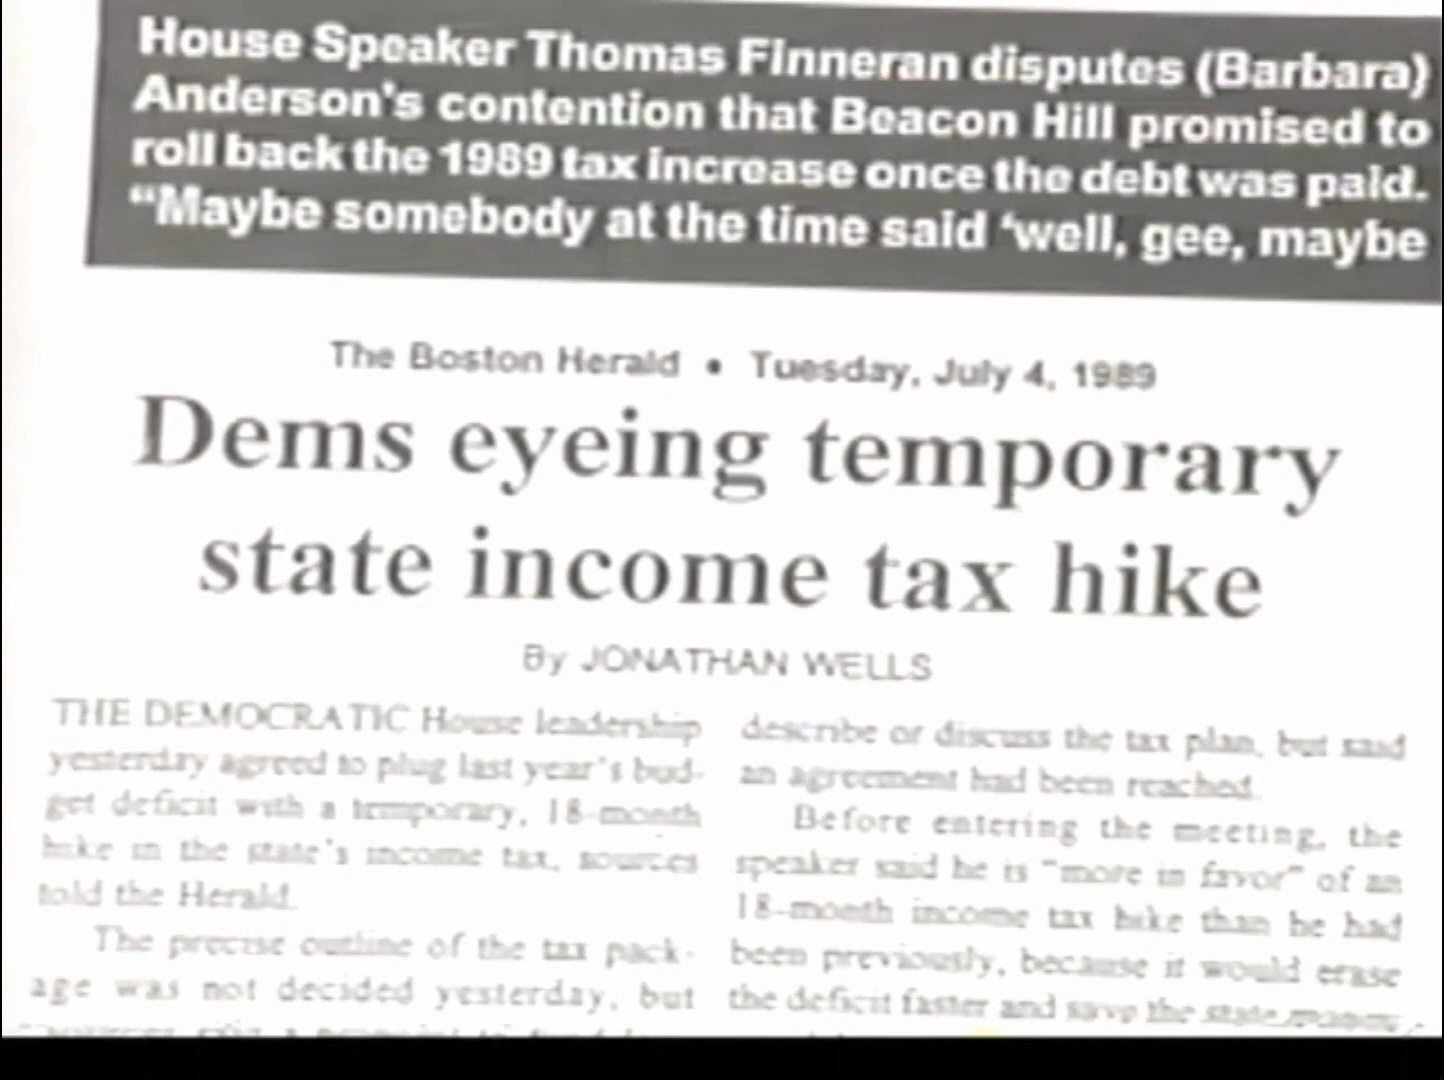 House Speaker Thomas Finneran disputes (Barbara)
Anderson's contention that Beacon Hill promised to
roll back the 1989 tax increase once the debt was paid.
“Maybe somebody at the time said ‘well, gee, maybe
The Boston Herald • Tuesday, July 4, 1989
Dems eyeing temporary
state income tax hike
By JONATHAN WELLS
THE DEMOCRATIC House leadership
yesterday agreed to plug last year's bud-
get deficit with a temporary, 18-month
hike in the state's income tax, sources
told the Herald.
The precise outline of the tax pack-
age was not decided yesterday, but
describe or discuss the tax plan, but said
an agreement had been reached.
Before entering the meeting, the
speaker said he is "more in favor" of an
18-month income tax hike than he had
been previously, because it would erase
the deficit faster and save the state money,